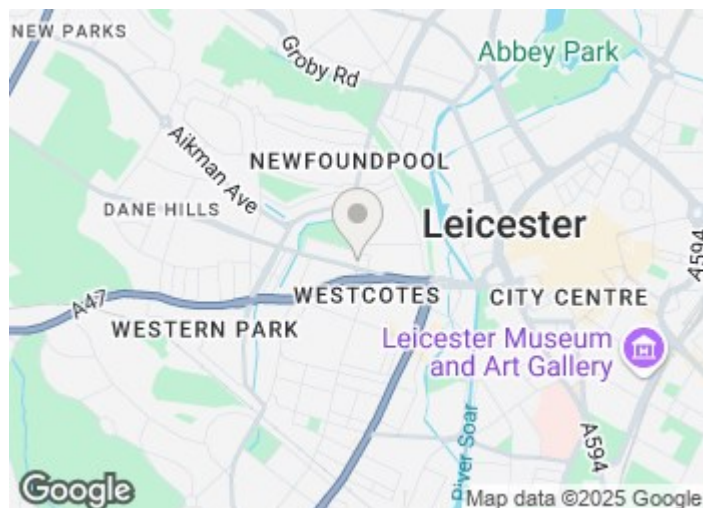 NEW PARKS
Groby Rd
Abbey Park
Aikman Ave
NEWFOUNDPOOL
DANE HILLS
Leicester
A594
A47
WESTCOTES
CITY CENTRE
WESTERN PARK
Leicester Museum
and Art Gallery
River Soar
A594
Google
Map data ©2025 Google